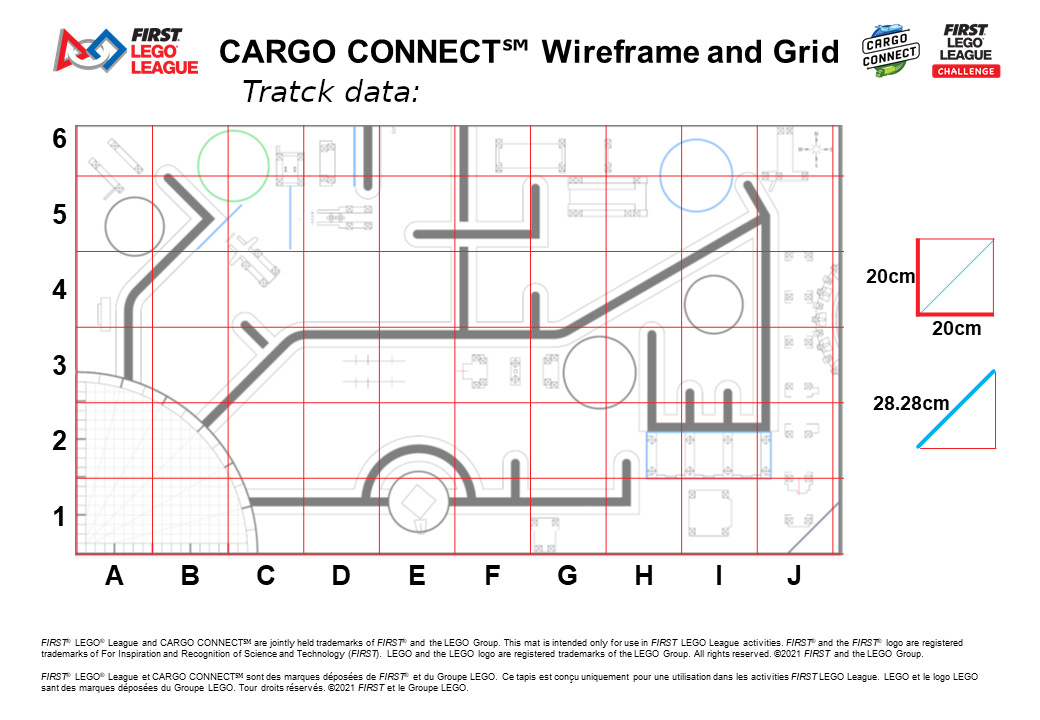 FIRST
LEGO
LEAGUE
CARGO CONNECT℠ Wireframe and Grid
CARGO
CONNECT
FIRST
LEGO
LEAGUE
CHALLENGE
Tratck data:
6
5
4
3
2
1
A B C D E F G H I J
20cm
20cm
28.28cm
FIRST® LEGO® League and CARGO CONNECT℠ are jointly held trademarks of FIRST® and the LEGO Group. This mat is intended only for use in FIRST LEGO League activities. FIRST® and the FIRST® logo are registered
trademarks of For Inspiration and Recognition of Science and Technology (FIRST). LEGO and the LEGO logo are registered trademarks of the LEGO Group. All rights reserved. ©2021 FIRST and the LEGO Group.
FIRST® LEGO® League et CARGO CONNECT℠ sont des marques déposées de FIRST® et du Groupe LEGO. Ce tapis est conçu uniquement pour une utilisation dans les activities FIRST LEGO League. LEGO et le logo LEGO
sant des marques déposées du Groupe LEGO. Tour droits réservés. ©2021 FIRST et le Groupe LEGO.